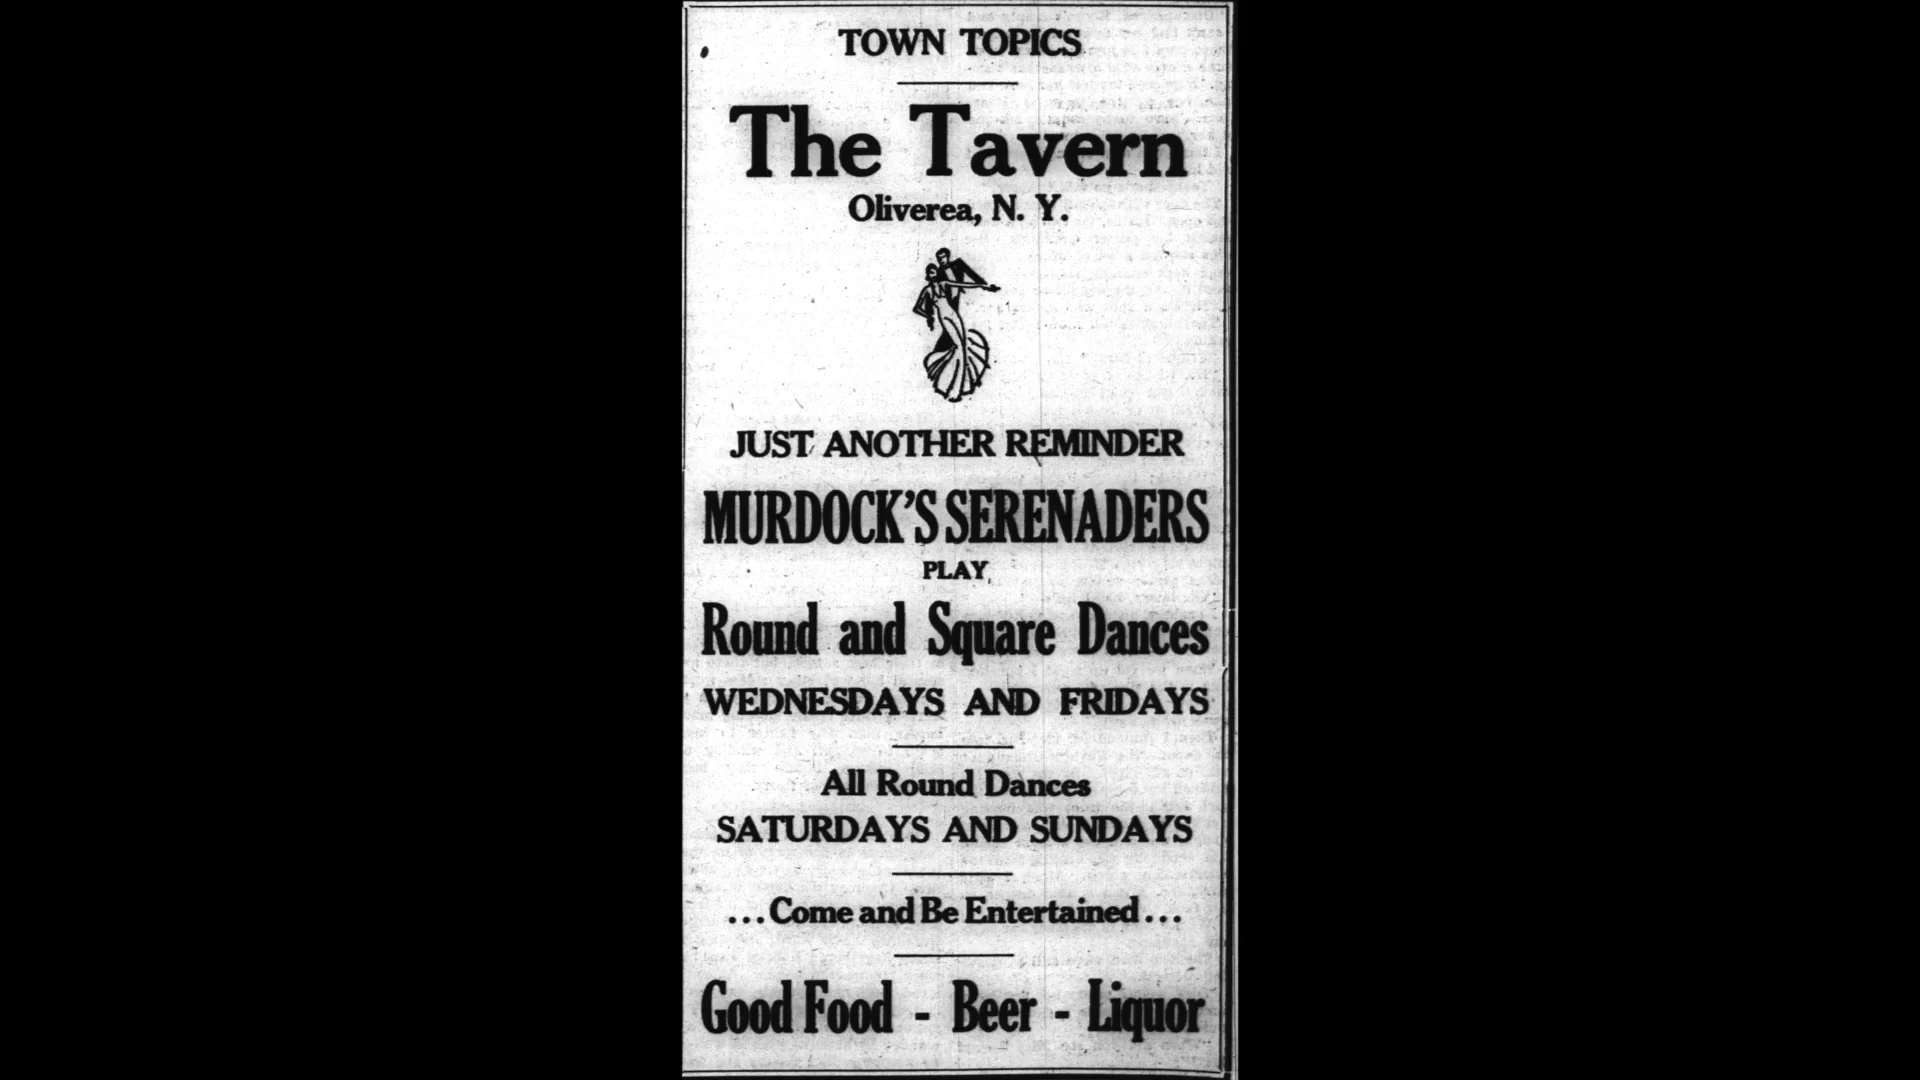 TOWN TOPICS
The Tavern
Oliverea, N. Y.
JUST ANOTHER REMINDER
MURDOCK'S SERENADERS
PLAY
Round and Square Dances
WEDNESDAYS AND FRIDAYS
All Round Dances
SATURDAYS AND SUNDAYS
...Come and Be Entertained...
Good Food - Beer - Liquor